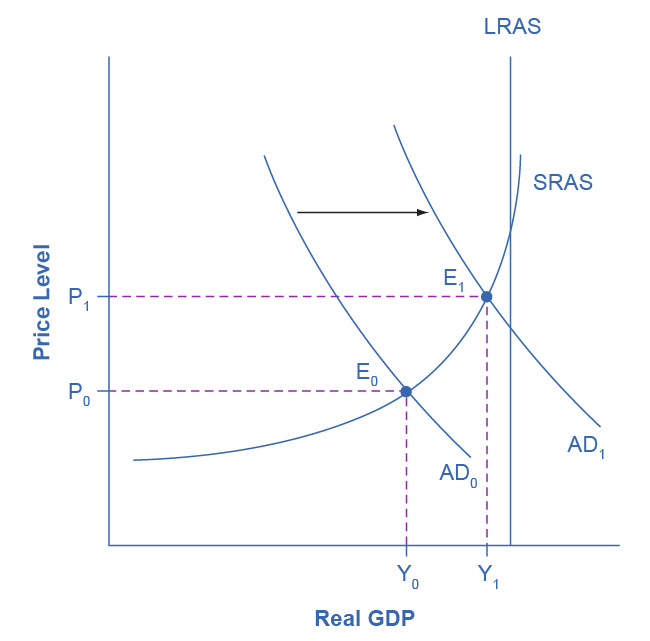 LRAS
SRAS
Price Level
E₁
P₁
E₀
P₀
AD₁
AD₀
Y₀
Y₁
Real GDP